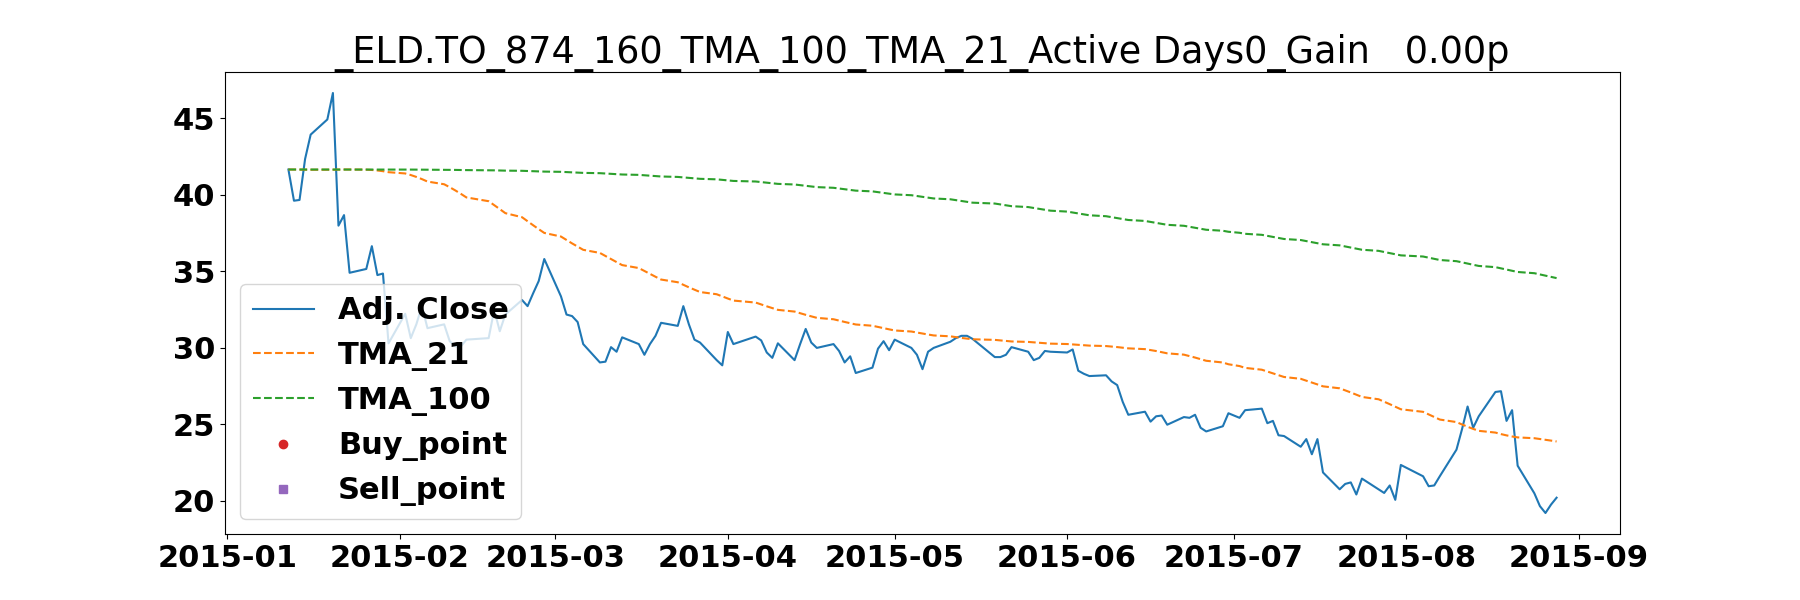 _ELD.TO_874_160_TMA_100_TMA_21_Active Days0_Gain   0.00p
45
40
35
30
25
20
Adj. Close
TMA_21
TMA_100
Buy_point
Sell_point
2015-01 2015-02 2015-03 2015-04 2015-05 2015-06 2015-07 2015-08 2015-09